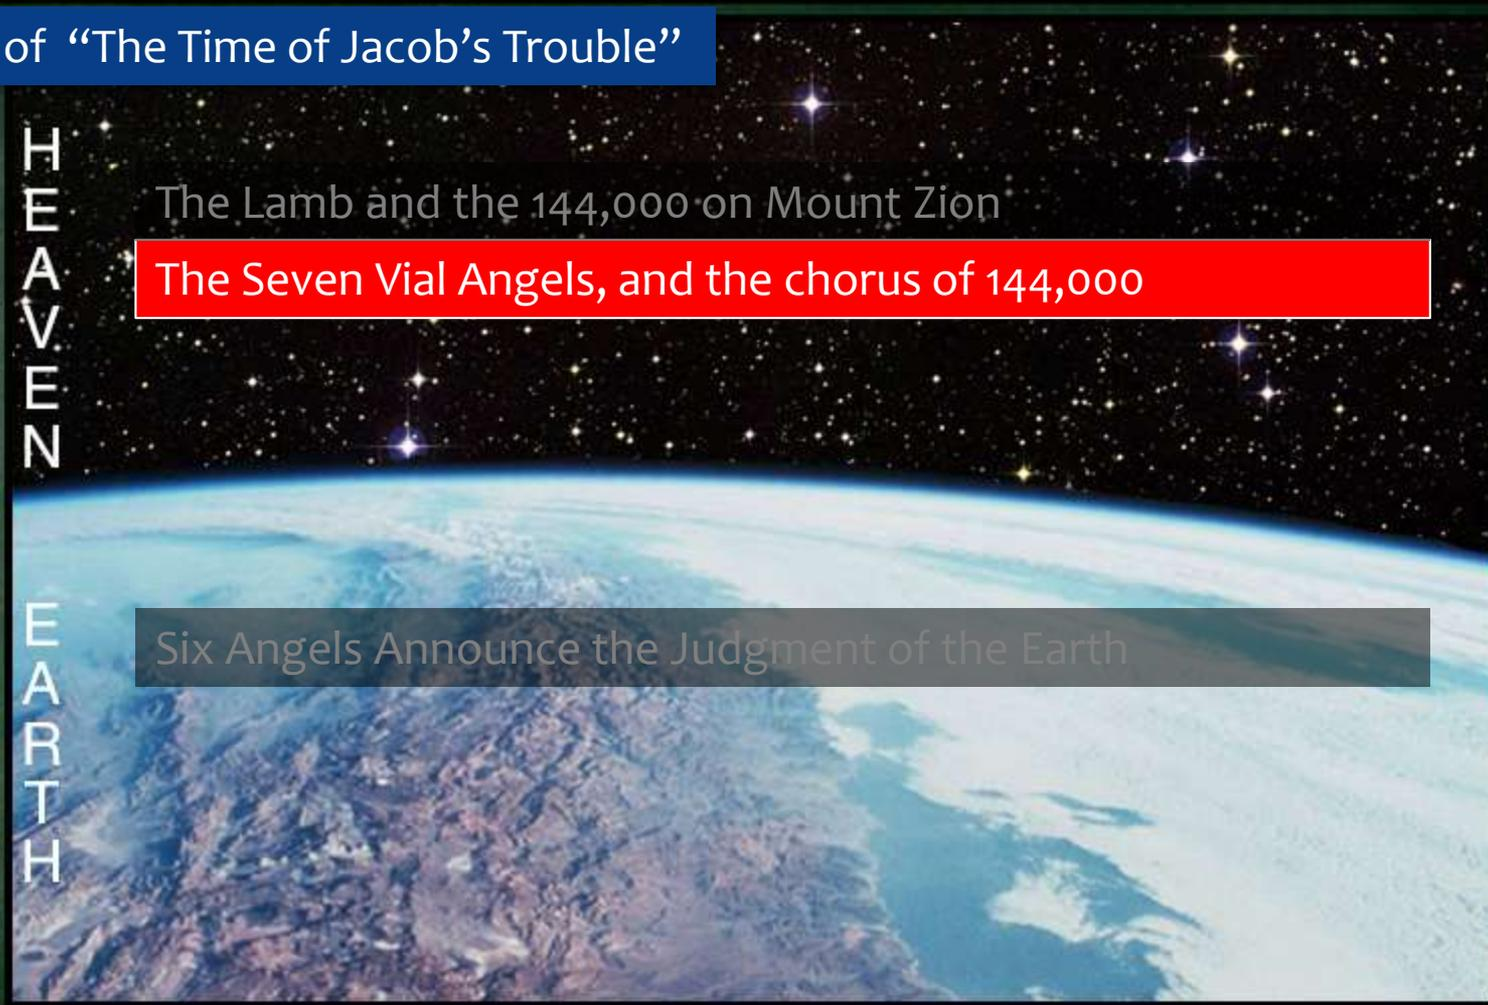 of “The Time of Jacob’s Trouble”
HEAVEN
The Lamb and the 144,000 on Mount Zion
The Seven Vial Angels, and the chorus of 144,000
EARTH
Six Angels Announce the Judgment of the Earth